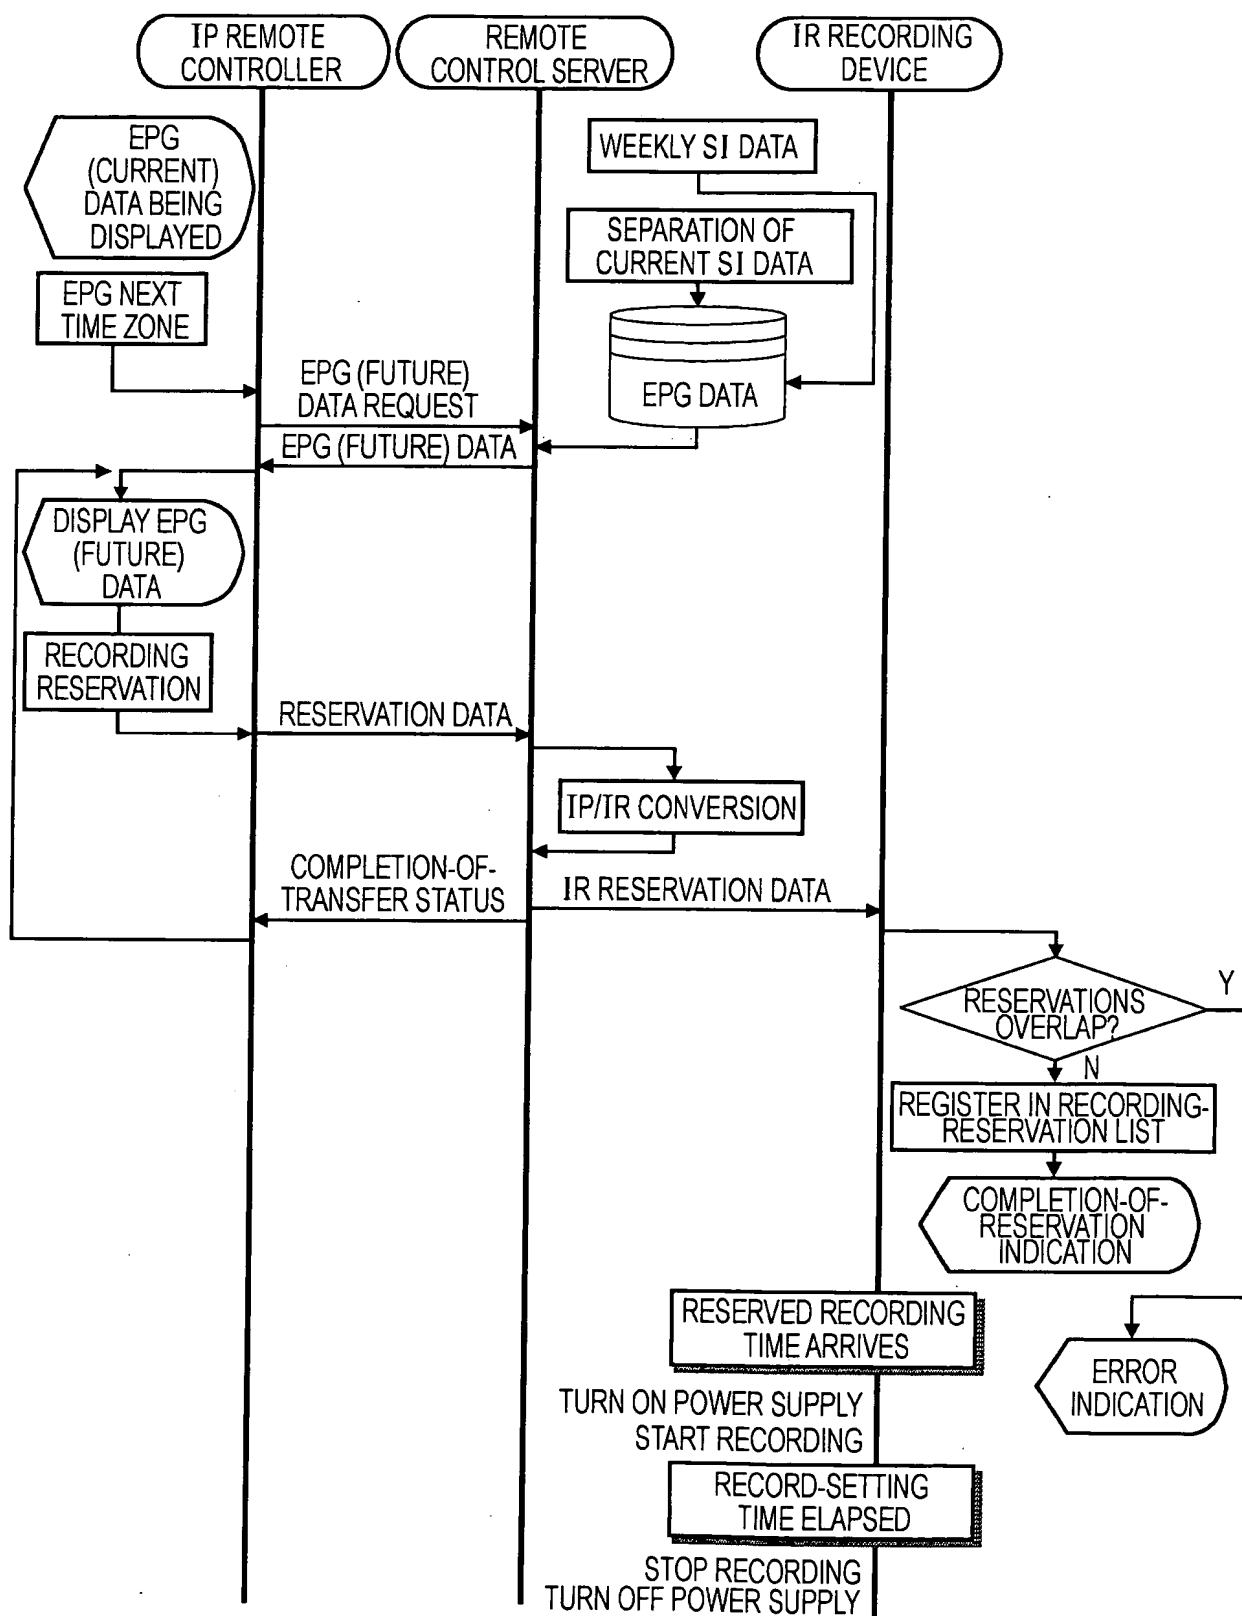 IP REMOTE
CONTROLLER
REMOTE
CONTROL SERVER
IR RECORDING
DEVICE
EPG
(CURRENT)
DATA BEING
DISPLAYED
WEEKLY SI DATA
SEPARATION OF
CURRENT SI DATA
EPG NEXT
TIME ZONE
EPG DATA
EPG (FUTURE)
DATA REQUEST
EPG (FUTURE) DATA
DISPLAY EPG
(FUTURE)
DATA
RECORDING
RESERVATION
RESERVATION DATA
IP/IR CONVERSION
COMPLETION-OF-
TRANSFER STATUS
IR RESERVATION DATA
RESERVATIONS
OVERLAP?
Y
N
REGISTER IN RECORDING-
RESERVATION LIST
COMPLETION-OF-
RESERVATION
INDICATION
RESERVED RECORDING
TIME ARRIVES
ERROR
INDICATION
TURN ON POWER SUPPLY
START RECORDING
RECORD-SETTING
TIME ELAPSED
STOP RECORDING
TURN OFF POWER SUPPLY